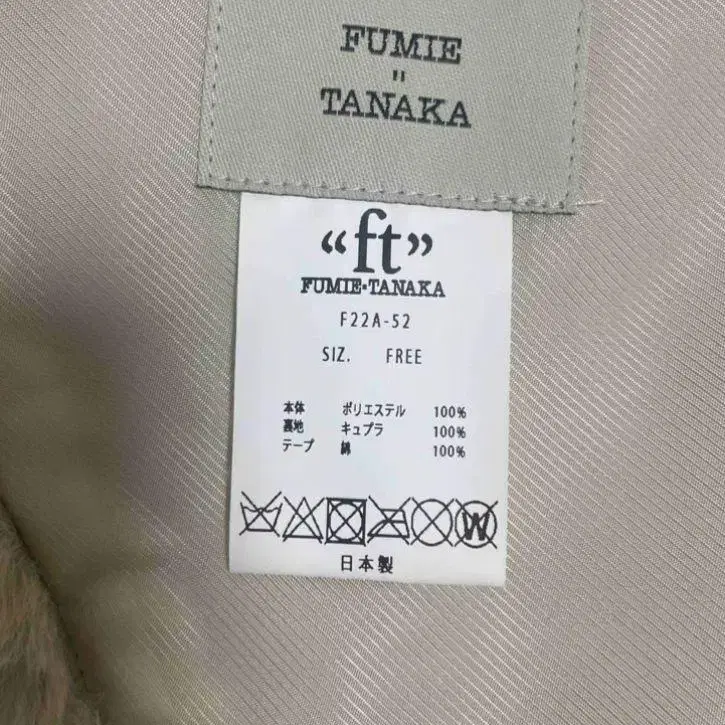 FUMIE
"
TANAKA
“ft”
FUMIE•TANAKA
F22A-52
SIZ. FREE
本体 ポリエステル 100%
裏地 キュプラ 100%
テープ 綿 100%
W
日本製